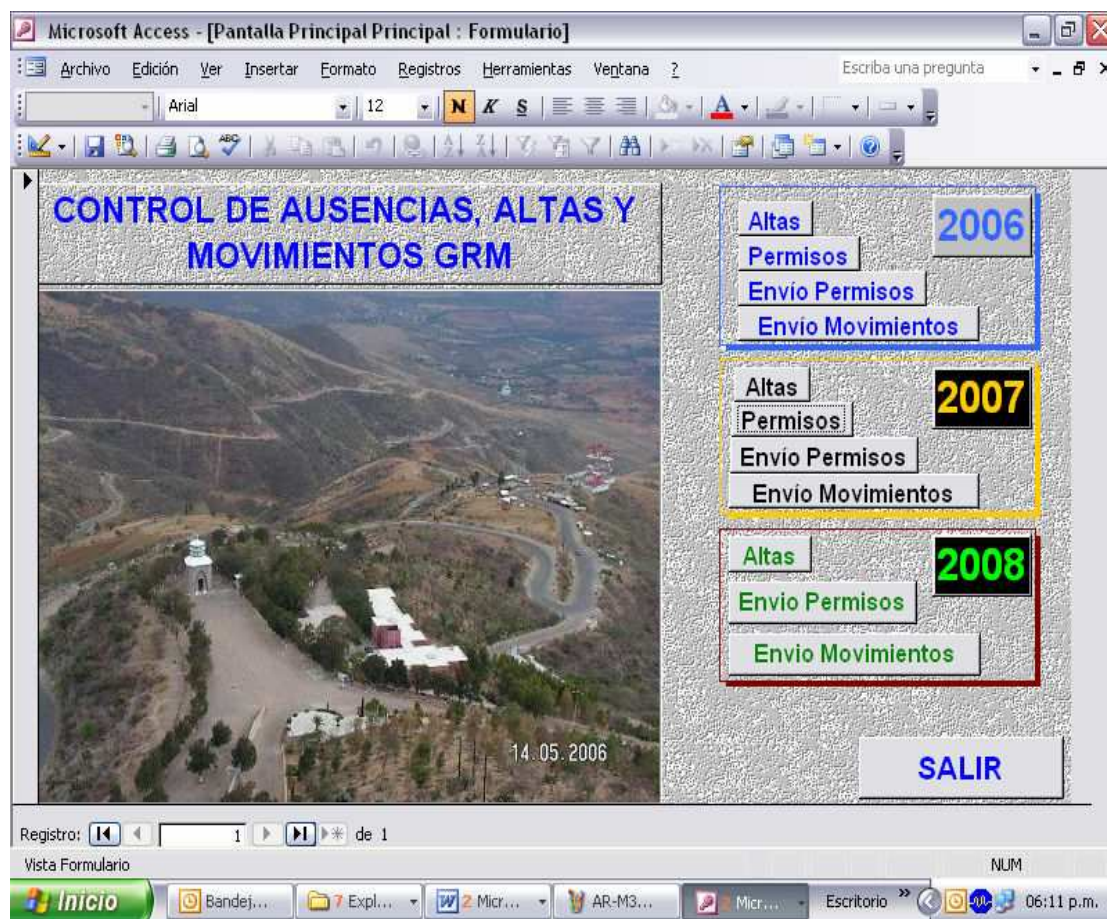 Microsoft Access - [Pantalla Principal Principal : Formulario]
Archivo Edición Ver Insertar Formato Registros Herramientas Ventana ? Escriba una pregunta
Arial 12 N K S A
ABC
CONTROL DE AUSENCIAS, ALTAS Y
MOVIMIENTOS GRM
14.05.2006
2006
Altas
Permisos
Envío Permisos
Envío Movimientos
2007
Altas
Permisos
Envío Permisos
Envío Movimientos
2008
Altas
Envio Permisos
Envio Movimientos
SALIR
Registro: 1 de 1
Vista Formulario NUM
Inicio Bandej... 7 Expl... 2 Micr... AR-M3... 2 Micr... Escritorio » 06:11 p.m.